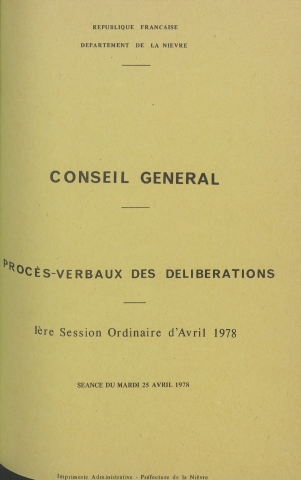 REPUBLIQUE FRANCAISE
DEPARTEMENT DE LA NIEVRE
CONSEIL GENERAL
PROCÈS-VERBAUX DES DELIBERATIONS
1ère Session Ordinaire d'Avril 1978
SEANCE DU MARDI 25 AVRIL 1978
Imprimerie Administrative - Préfecture de la Nièvre